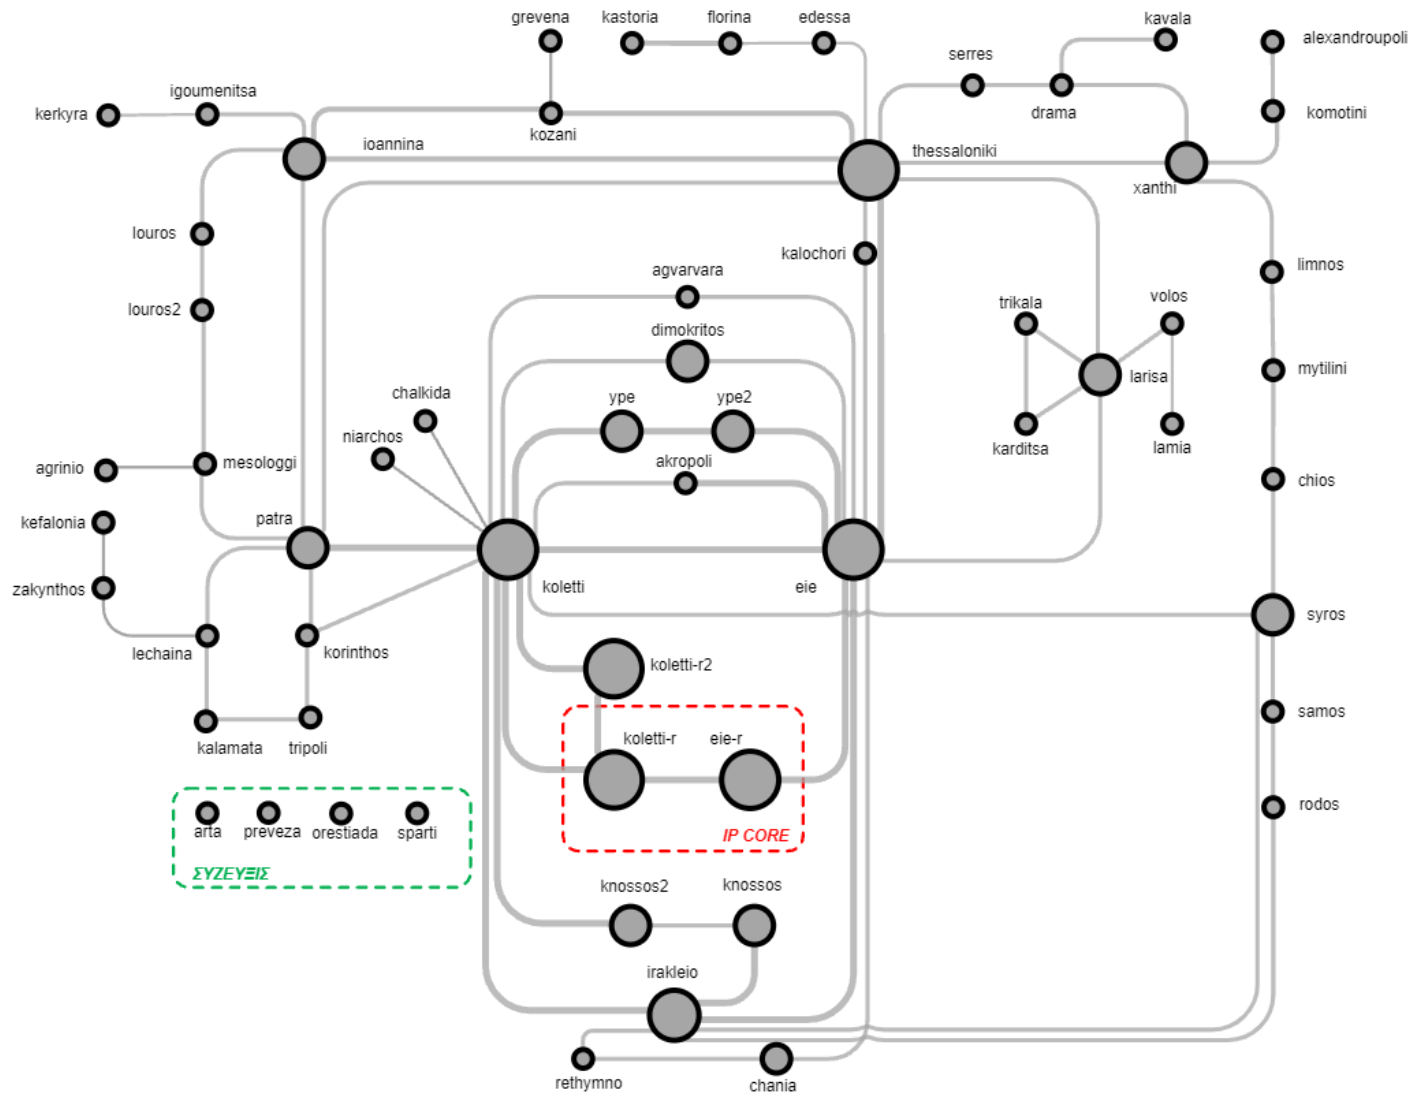 grevena
kastoria
florina
edessa
kavala
alexandroupoli
serres
igoumenitsa
kerkyra
drama
komotini
kozani
ioannina
thessaloniki
xanthi
louros
kalochori
limnos
agvarvara
louros2
trikala
volos
dimokritos
mytilini
larisa
chalkida
ype
ype2
niarchos
karditsa
lamia
agrinio
mesologgi
akropoli
chios
kefalonia
patra
zakynthos
koletti
eie
syros
lechaina
korinthos
koletti-r2
samos
kalamata
tripoli
koletti-r
eie-r
rodos
arta
preveza
orestiada
sparti
IP CORE
ΣΥΖΕΥΞΙΣ
knossos2
knossos
irakleio
rethymno
chania